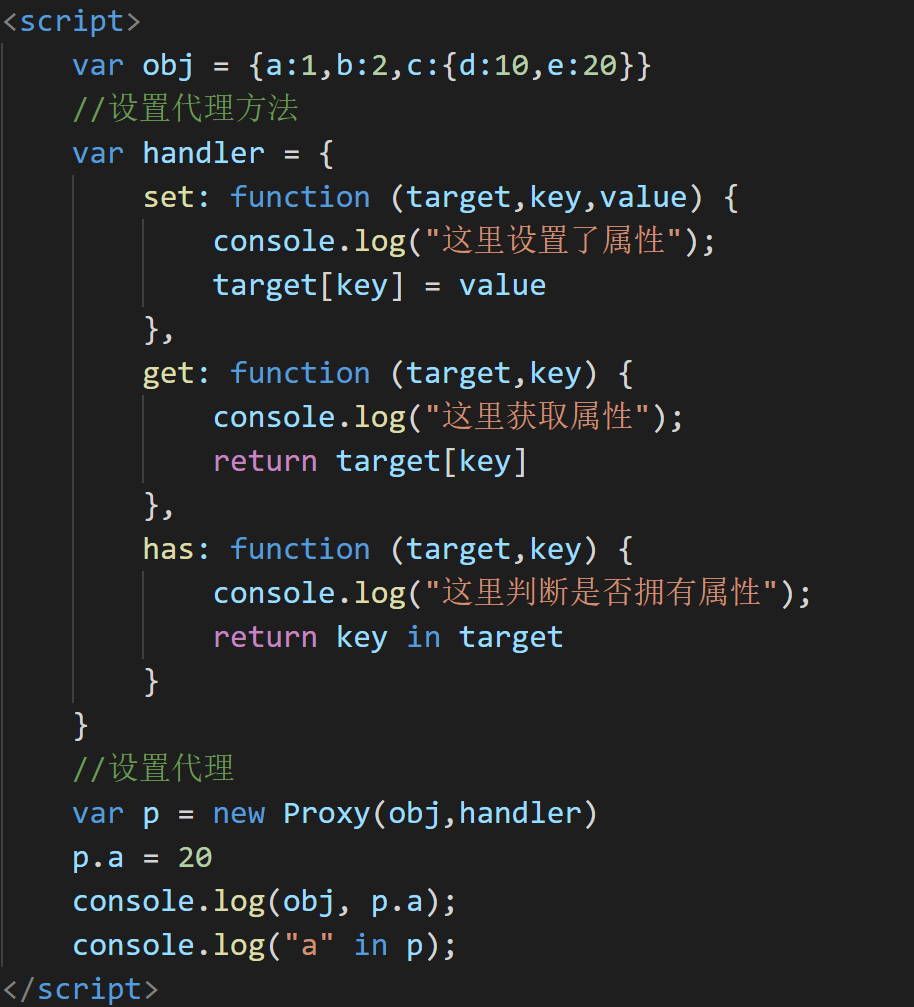 <script>
var obj = {a:1,b:2,c:{d:10,e:20}}
//设置代理方法
var handler = {
set: function (target,key,value) {
console.log("这里设置了属性");
target[key] = value
},
get: function (target,key) {
console.log("这里获取属性");
return target[key]
},
has: function (target,key) {
console.log("这里判断是否拥有属性");
return key in target
}
}
//设置代理
var p = new Proxy(obj,handler)
p.a = 20
console.log(obj, p.a);
console.log("a" in p);
</script>